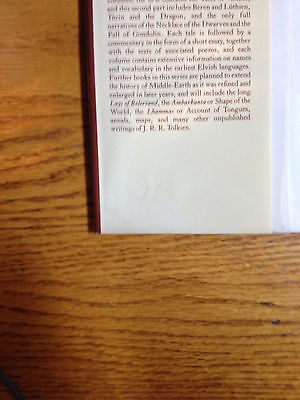 and this second part includes Beren and Lúthien,
Túrin and the Dragon, and the only full
narratives of the Necklace of the Dwarves and the
Fall of Gondolin. Each tale is followed by a
commentary in the form of a short essay, together
with the texts of associated poems, and each
volume contains extensive information on names
and vocabulary in the earliest Elvish languages.
Further books in this series are planned to extend
the history of Middle-Earth as it was refined and
enlarged in later years, and will include the long
Lays of Beleriand, the Ambarkanta or Shape of the
World, the Lhammas or Account of Tongues,
annals, maps, and many other unpublished
writings of J. R. R. Tolkien.